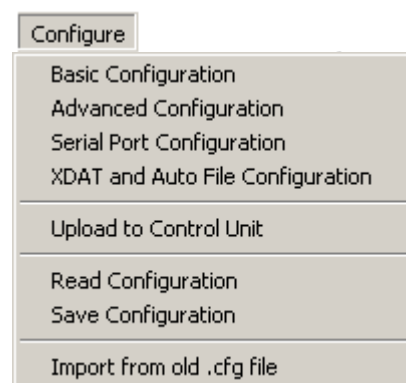 Configure
Basic Configuration
Advanced Configuration
Serial Port Configuration
XDAT and Auto File Configuration
Upload to Control Unit
Read Configuration
Save Configuration
Import from old .cfg file